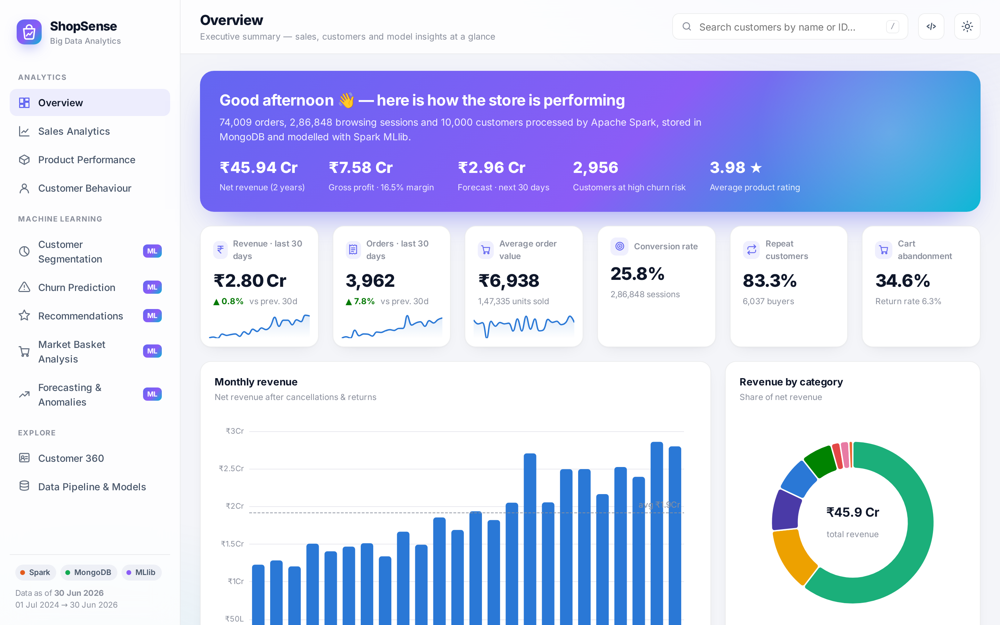 ShopSense
Big Data Analytics
ANALYTICS
Overview
Sales Analytics
Product Performance
Customer Behaviour
MACHINE LEARNING
Customer
Segmentation
ML
Churn Prediction
ML
Recommendations
ML
Market Basket
Analysis
ML
Forecasting &
Anomalies
ML
EXPLORE
Customer 360
Data Pipeline & Models
Spark
MongoDB
MLlib
Data as of 30 Jun 2026
01 Jul 2024 → 30 Jun 2026
Overview
Executive summary — sales, customers and model insights at a glance
Search customers by name or ID...
/
Good afternoon 👋 — here is how the store is performing
74,009 orders, 2,86,848 browsing sessions and 10,000 customers processed by Apache Spark, stored in
MongoDB and modelled with Spark MLlib.
₹45.94 Cr
Net revenue (2 years)
₹7.58 Cr
Gross profit · 16.5% margin
₹2.96 Cr
Forecast · next 30 days
2,956
Customers at high churn risk
3.98 ★
Average product rating
Revenue · last 30
days
₹2.80 Cr
▲ 0.8% vs prev. 30d
Orders · last 30
days
3,962
▲ 7.8% vs prev. 30d
Average order
value
₹6,938
1,47,335 units sold
Conversion rate
25.8%
2,86,848 sessions
Repeat
customers
83.3%
6,037 buyers
Cart
abandonment
34.6%
Return rate 6.3%
Monthly revenue
Net revenue after cancellations & returns
₹3Cr
₹2.5Cr
₹2Cr
₹1.5Cr
₹1Cr
₹50L
avg ₹1.9Cr
Revenue by category
Share of net revenue
₹45.9 Cr
total revenue